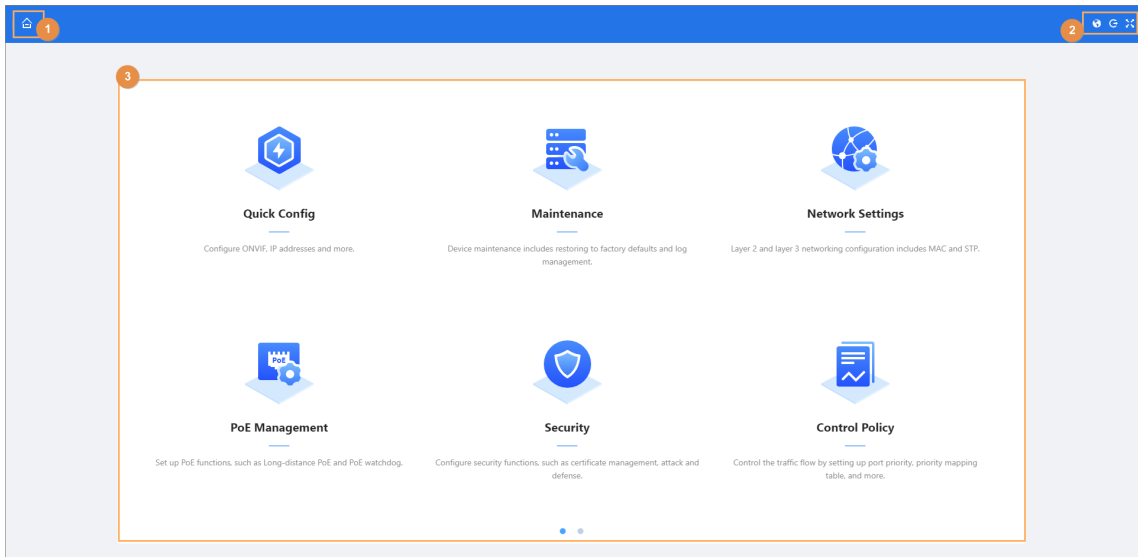 1
2
3
Quick Config
Configure ONVIF, IP addresses and more.
Maintenance
Device maintenance includes restoring to factory defaults and log
management.
Network Settings
Layer 2 and layer 3 networking configuration includes MAC and STP.
PoE
PoE Management
Set up PoE functions, such as Long-distance PoE and PoE watchdog.
Security
Configure security functions, such as certificate management, attack and
defense.
Control Policy
Control the traffic flow by setting up port priority, priority mapping
table, and more.